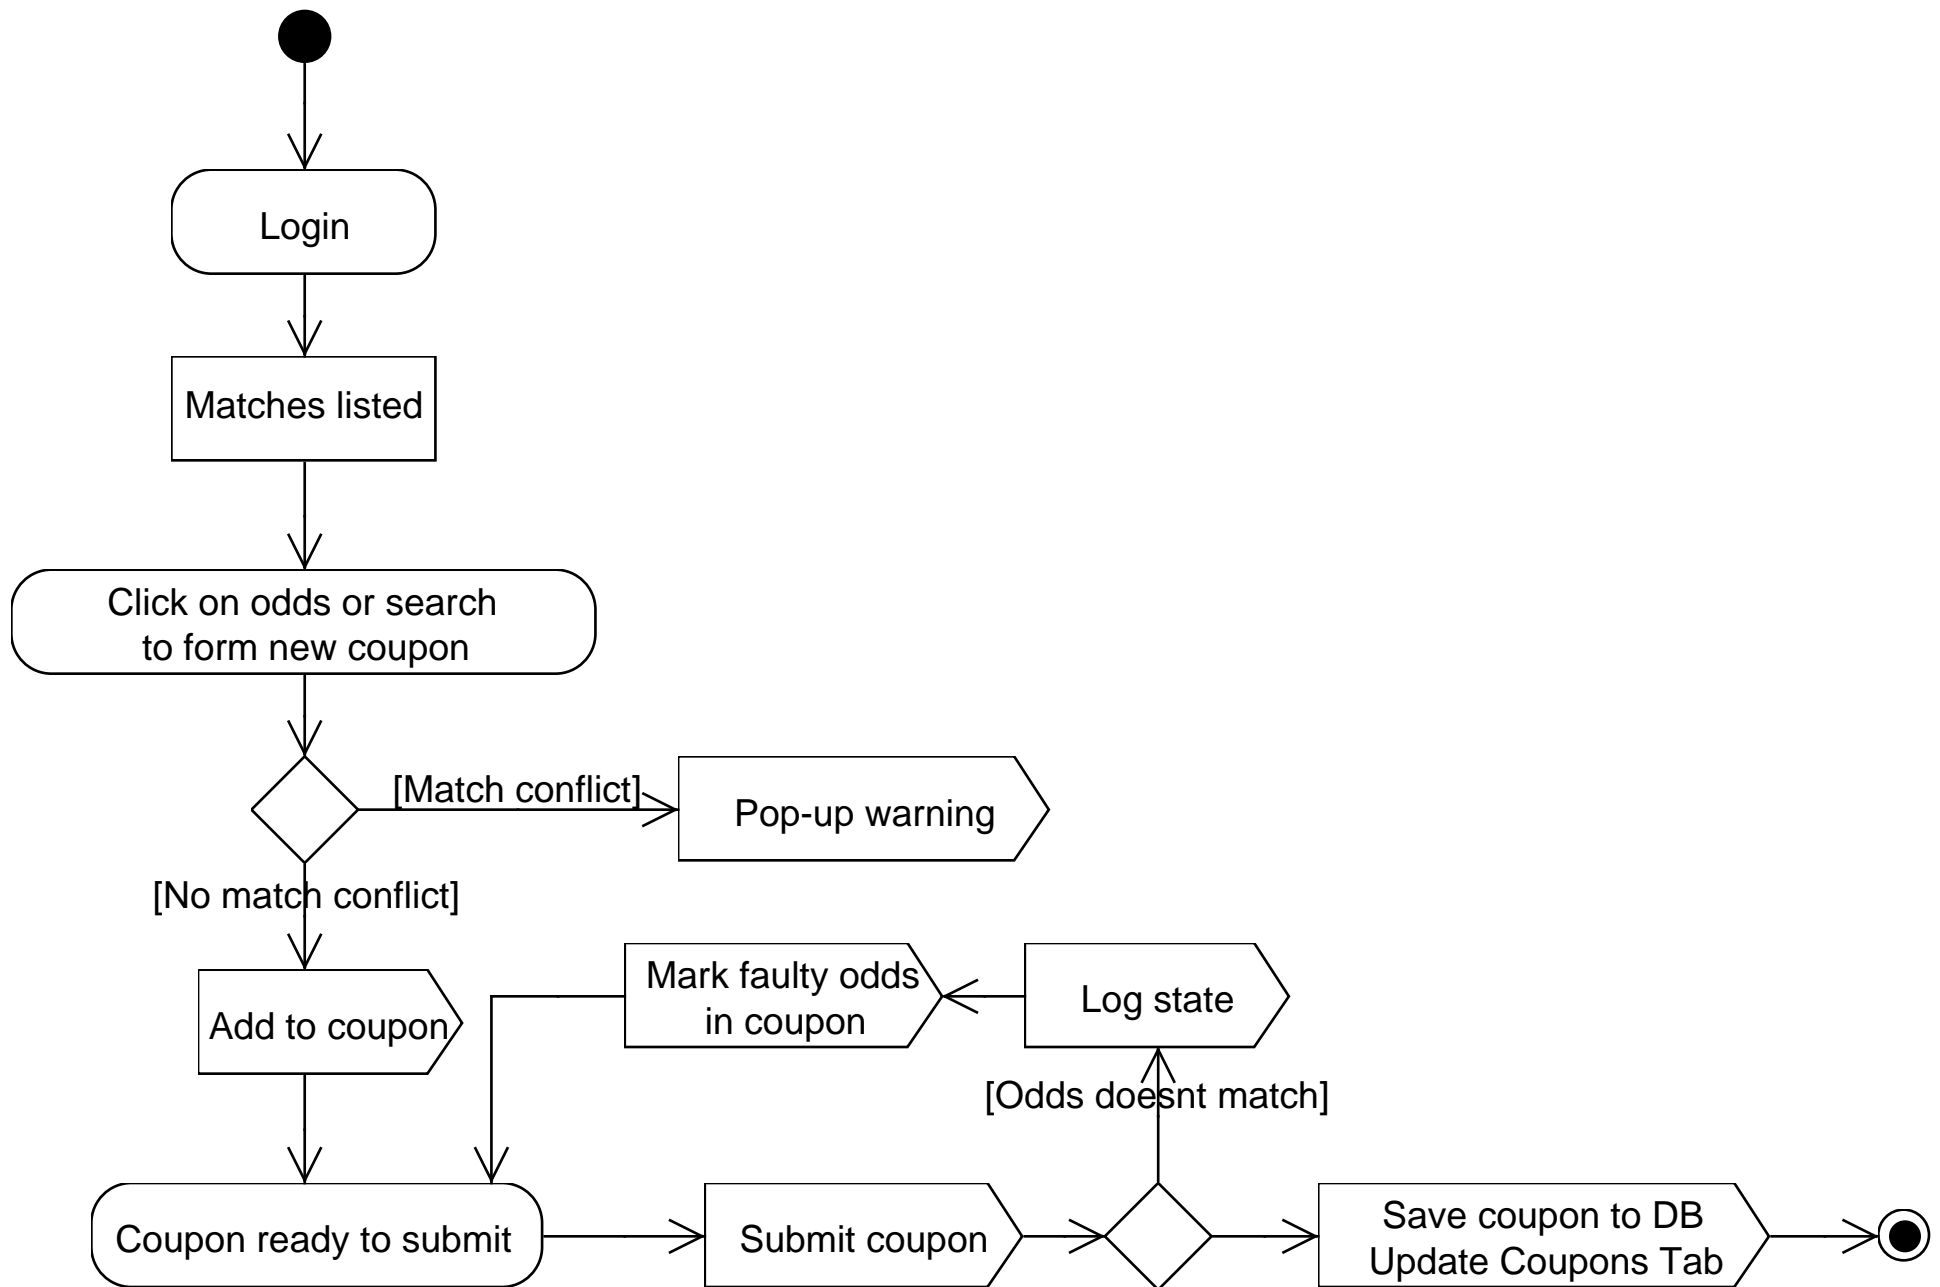 Login
Matches listed
Click on odds or search
to form new coupon
[Match conflict]
Pop-up warning
[No match conflict]
Mark faulty odds
in coupon
Log state
Add to coupon
[Odds doesnt match]
Coupon ready to submit
Submit coupon
Save coupon to DB
Update Coupons Tab